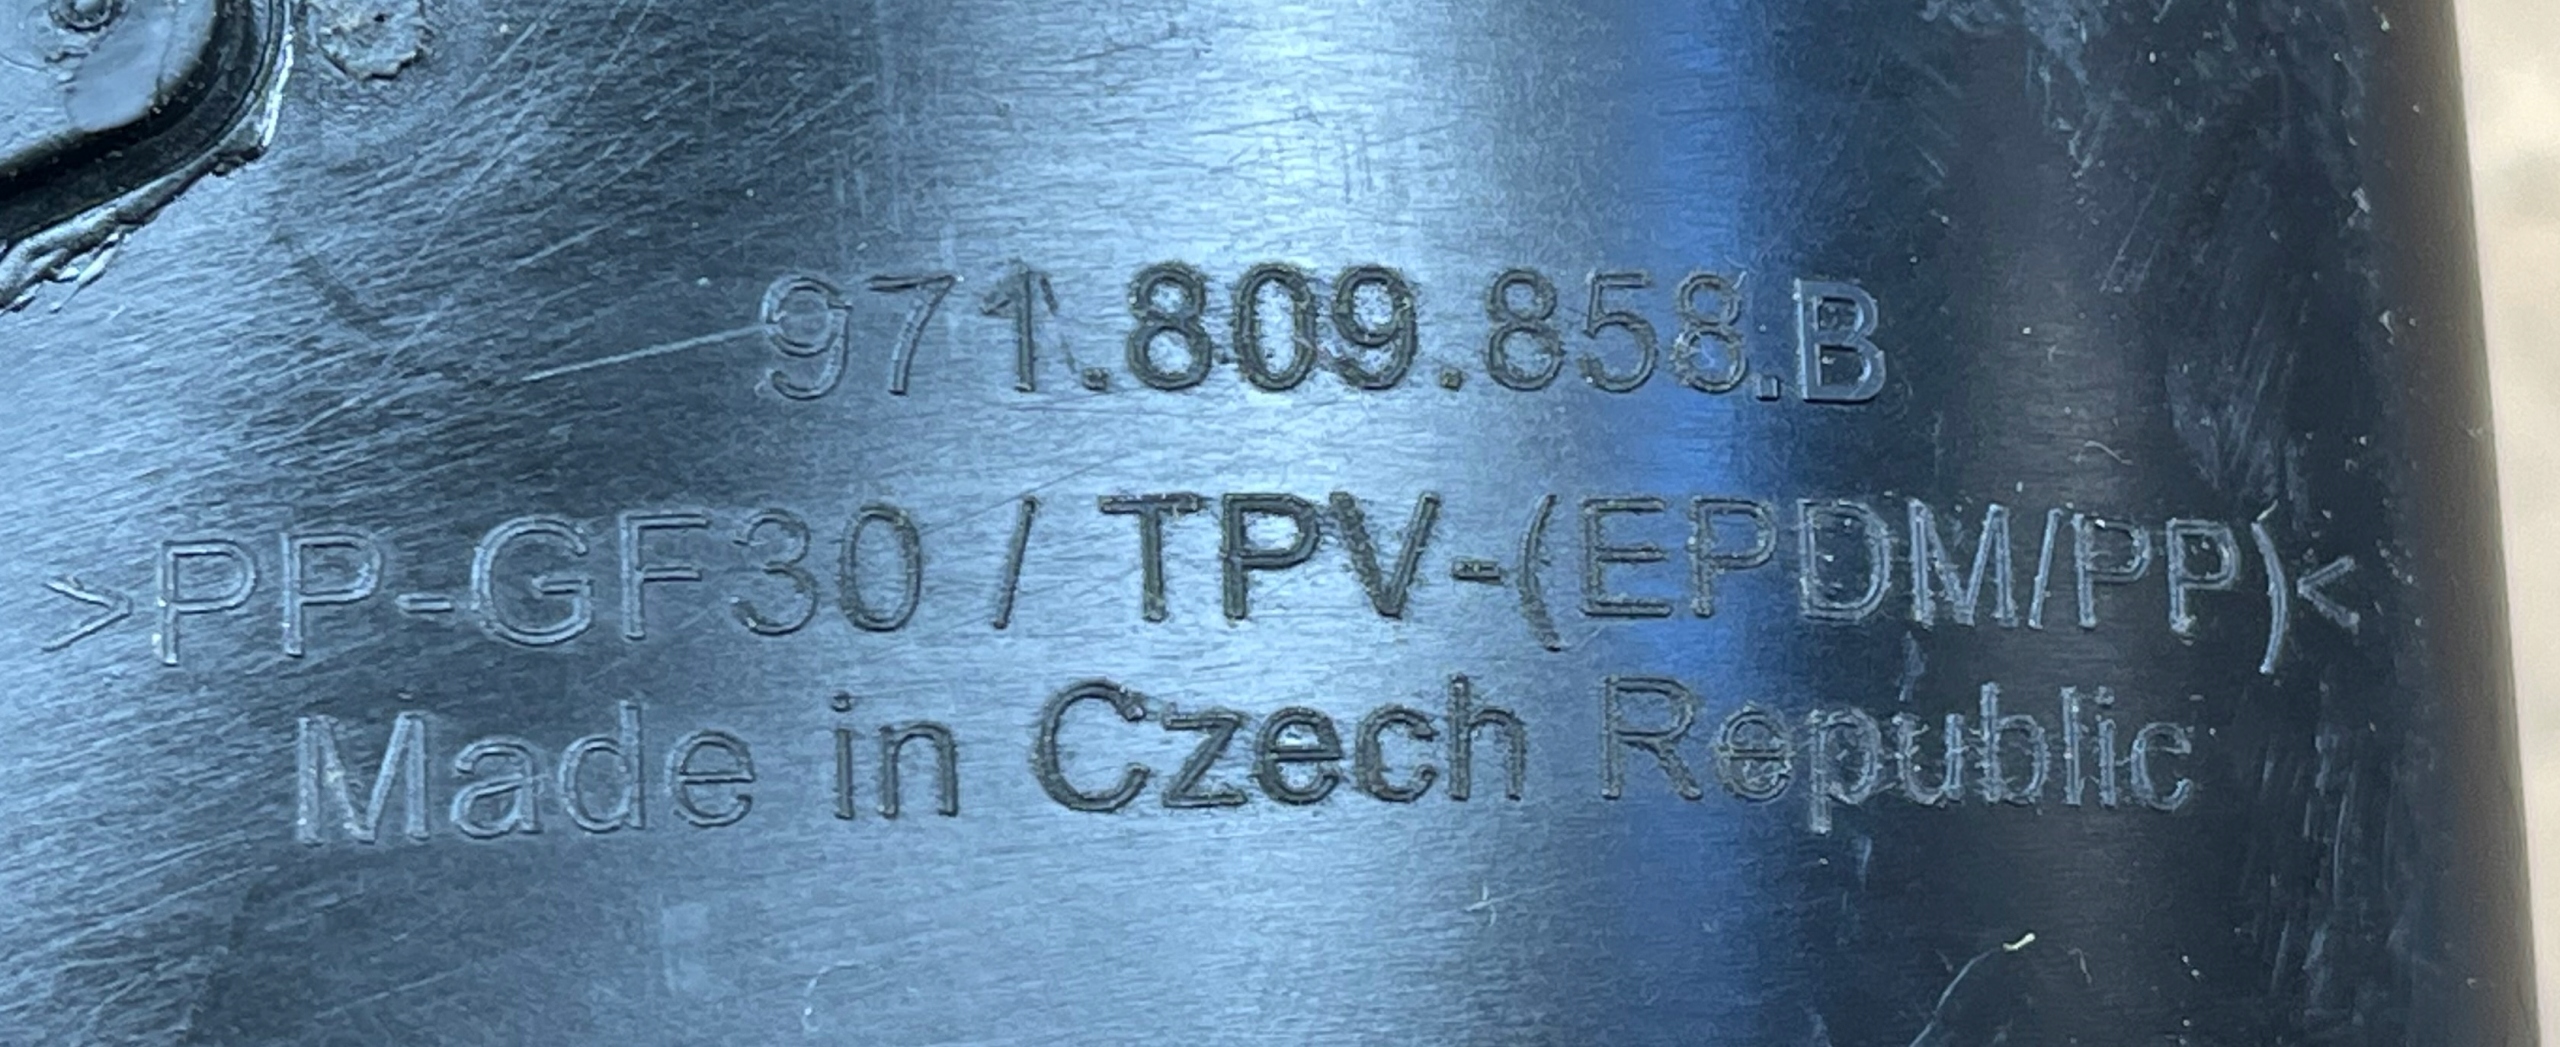 971.809.858.B
>PP-GF30 / TPV-(EPDM/PP)<
Made in Czech Republic